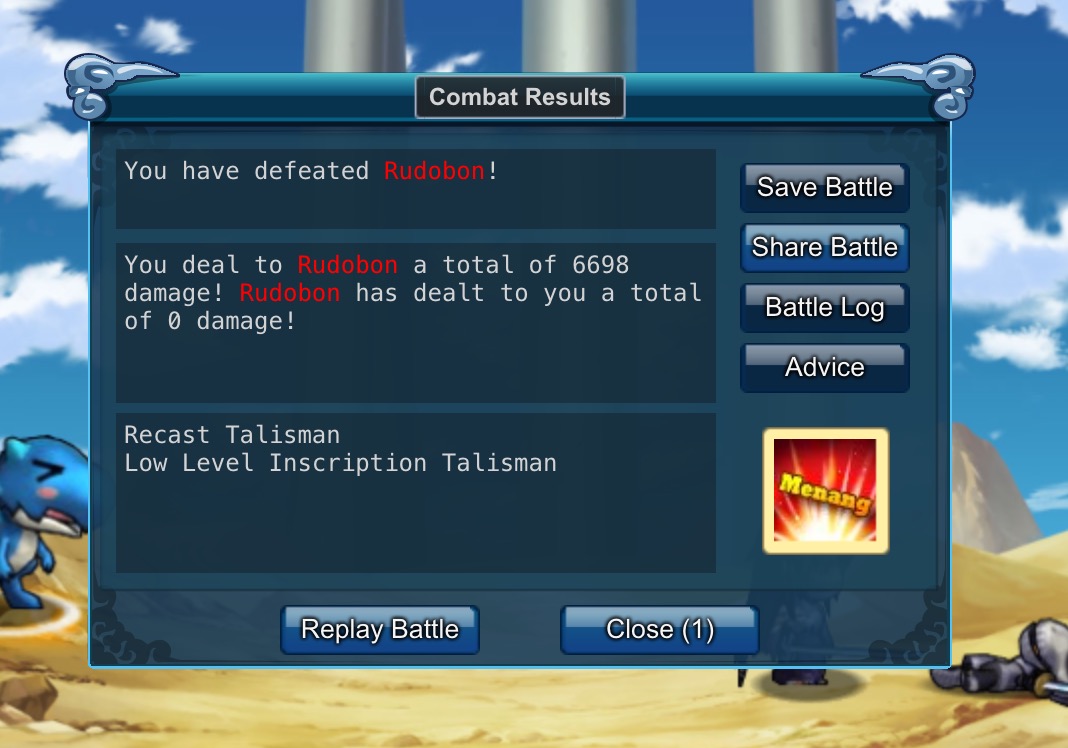 Combat Results
You have defeated Rudobon!
You deal to Rudobon a total of 6698
damage! Rudobon has dealt to you a total
of 0 damage!
Recast Talisman
Low Level Inscription Talisman
Save Battle
Share Battle
Battle Log
Advice
Menang
Replay Battle
Close (1)